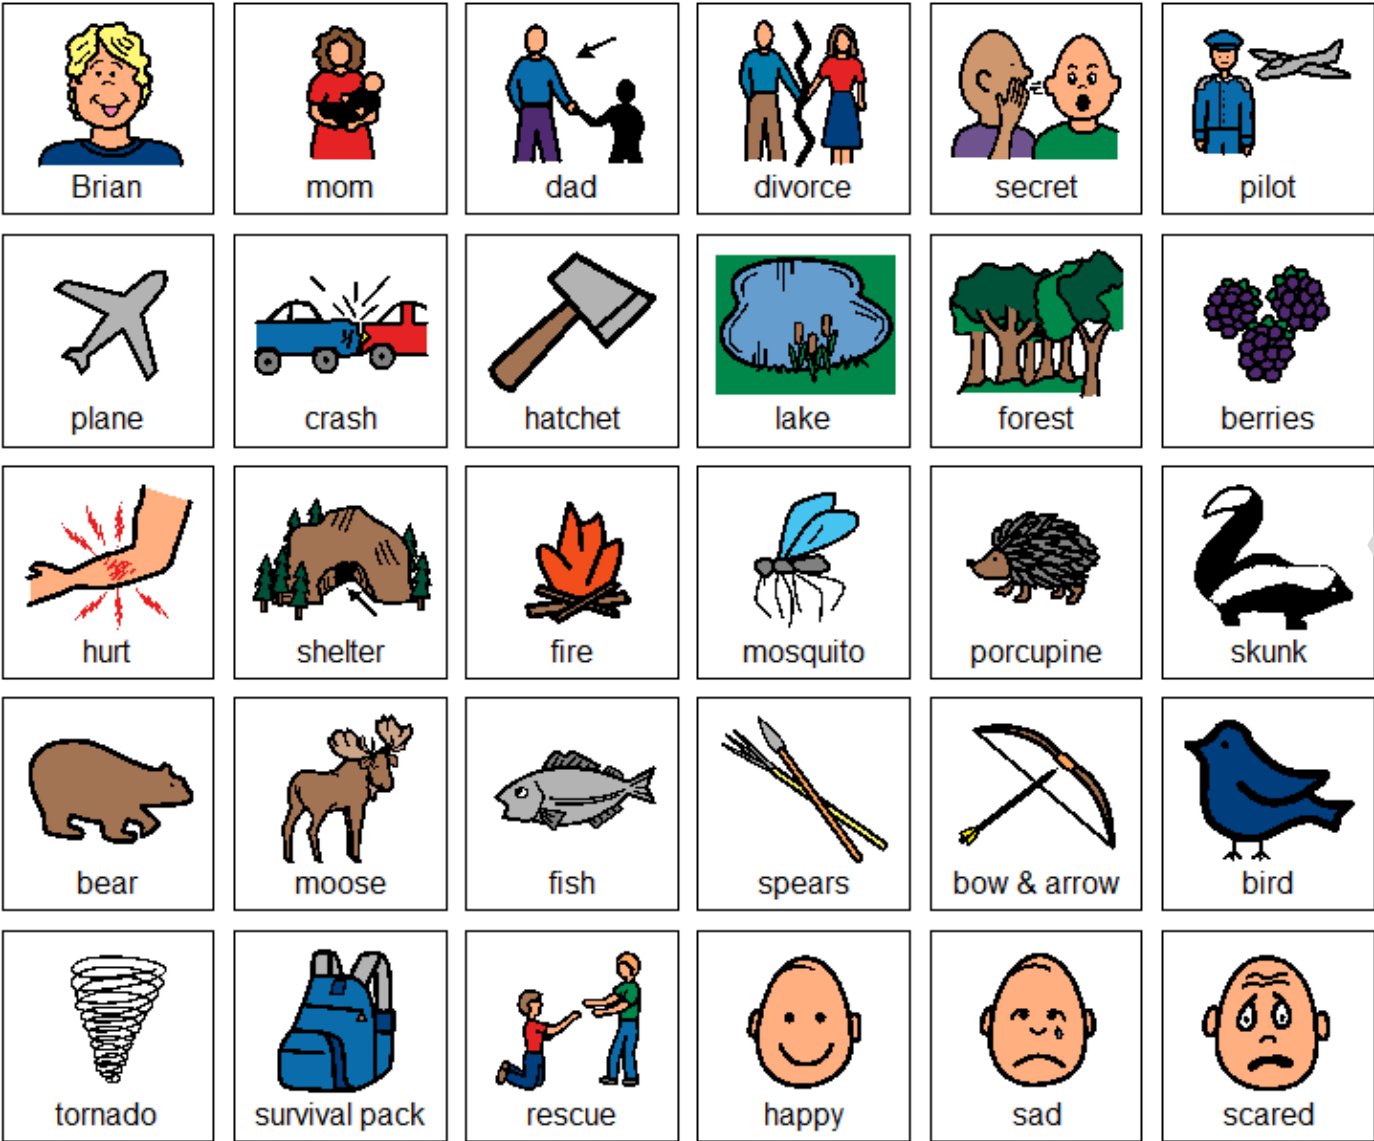 Brian mom dad divorce secret pilot
plane crash hatchet lake forest berries
hurt shelter fire mosquito porcupine skunk
bear moose fish spears bow & arrow bird
tornado survival pack rescue happy sad scared